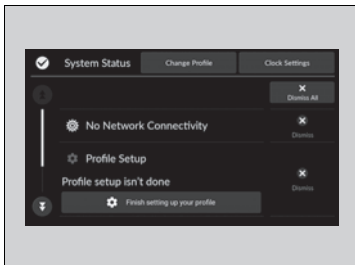 System Status
Change Profile
Clock Settings
Dismiss All
No Network Connectivity
Dismiss
Profile Setup
Profile setup isn't done
Dismiss
Finish setting up your profile